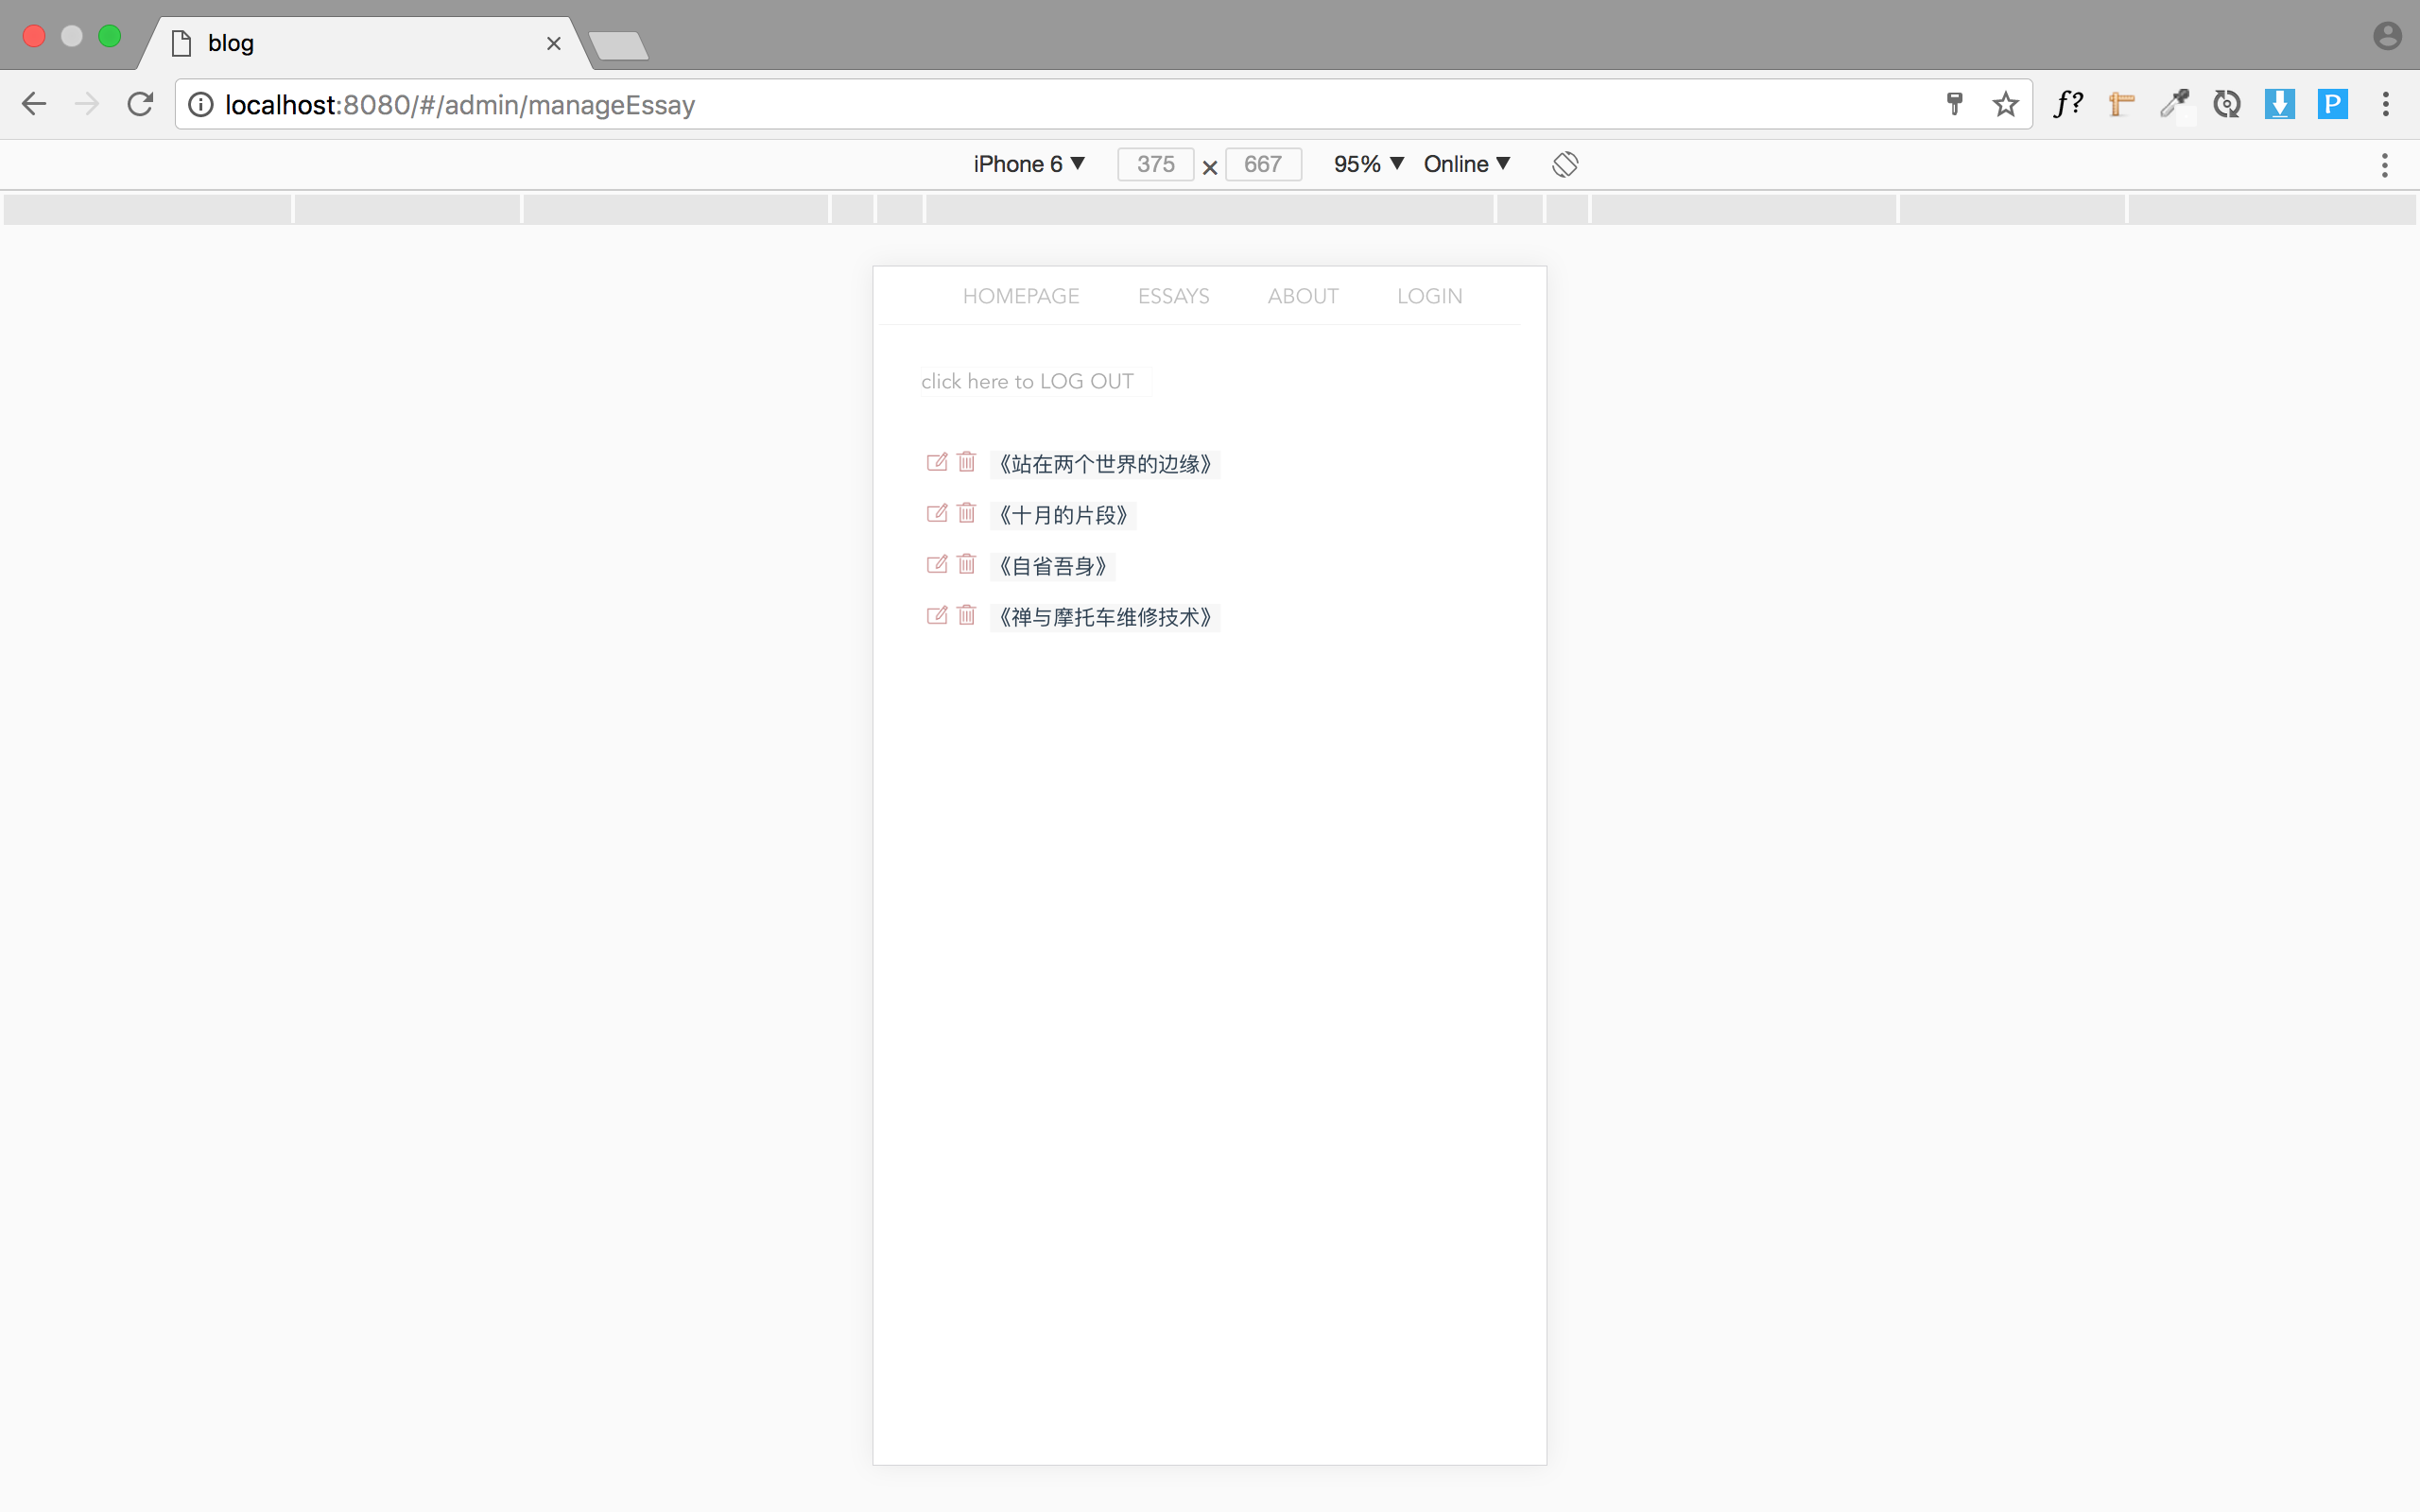 blog
localhost:8080/#/admin/manageEssay
f?
P
iPhone 6 375 × 667 95% Online
HOMEPAGE ESSAYS ABOUT LOGIN
click here to LOG OUT
《站在两个世界的边缘》
《十月的片段》
《自省吾身》
《禅与摩托车维修技术》